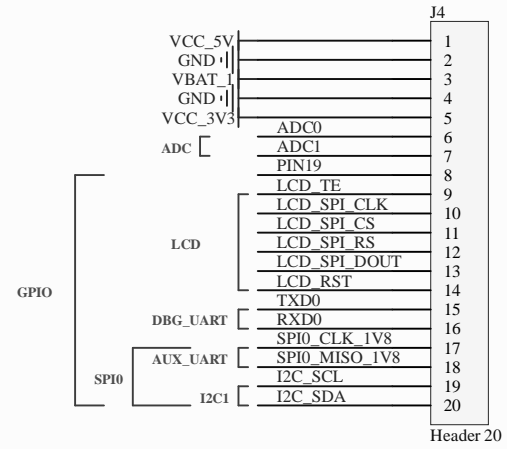 J4
VCC_5V 1
GND 2
VBAT_1 3
GND 4
VCC_3V3 5
ADC0 6
ADC ADC1 7
PIN19 8
LCD_TE 9
LCD_SPI_CLK 10
LCD_SPI_CS 11
LCD LCD_SPI_RS 12
LCD_SPI_DOUT 13
GPIO LCD_RST 14
TXD0 15
DBG_UART RXD0 16
SPI0_CLK_1V8 17
AUX_UART SPI0_MISO_1V8 18
SPI0 I2C_SCL 19
I2C1 I2C_SDA 20
Header 20